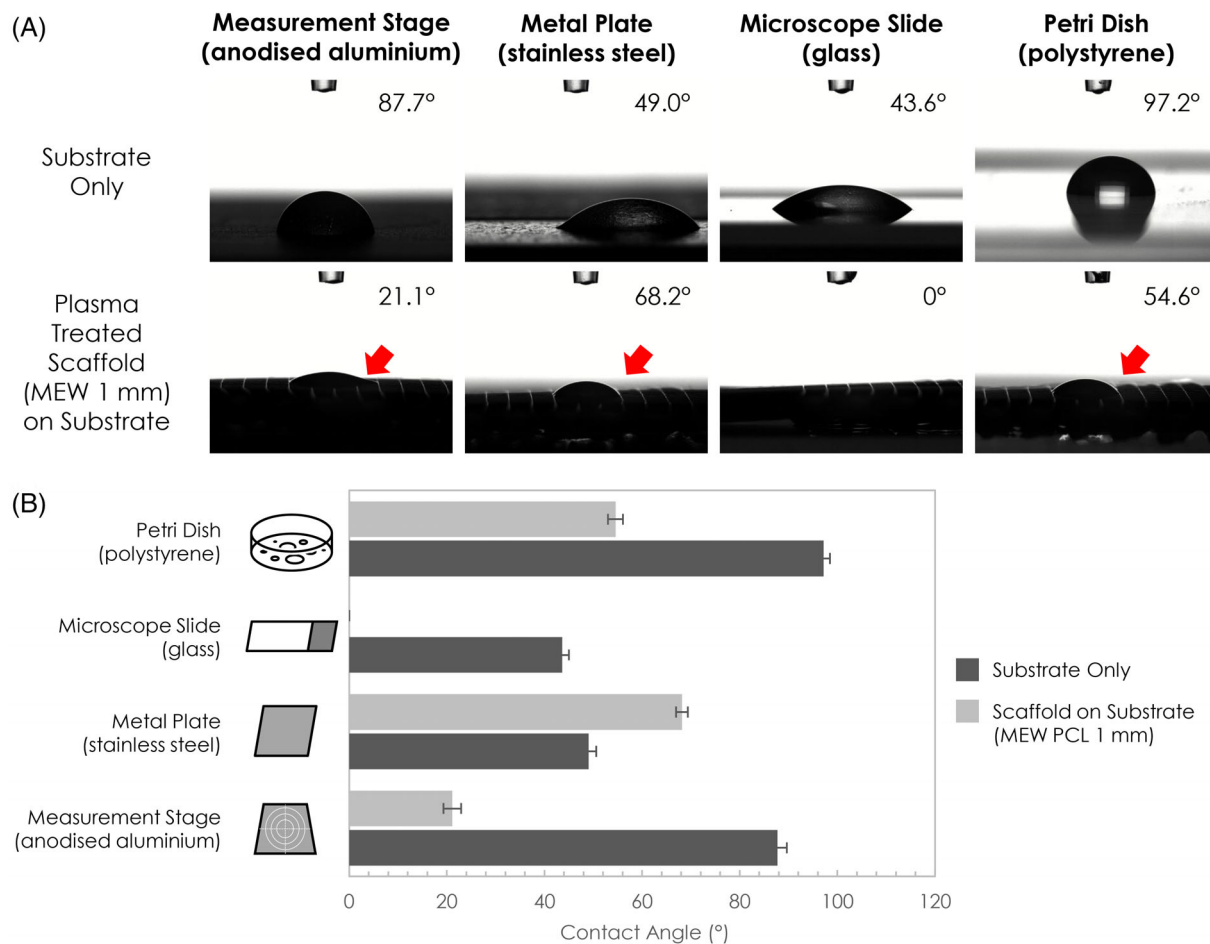 (A)
Measurement Stage
(anodised aluminium)
Metal Plate
(stainless steel)
Microscope Slide
(glass)
Petri Dish
(polystyrene)
Substrate
Only
87.7°
49.0°
43.6°
97.2°
Plasma
Treated
Scaffold
(MEW 1 mm)
on Substrate
21.1°
68.2°
0°
54.6°
(B)
Petri Dish
(polystyrene)
Microscope Slide
(glass)
Metal Plate
(stainless steel)
Measurement Stage
(anodised aluminium)
Substrate Only
Scaffold on Substrate
(MEW PCL 1 mm)
0 20 40 60 80 100 120
Contact Angle (°)